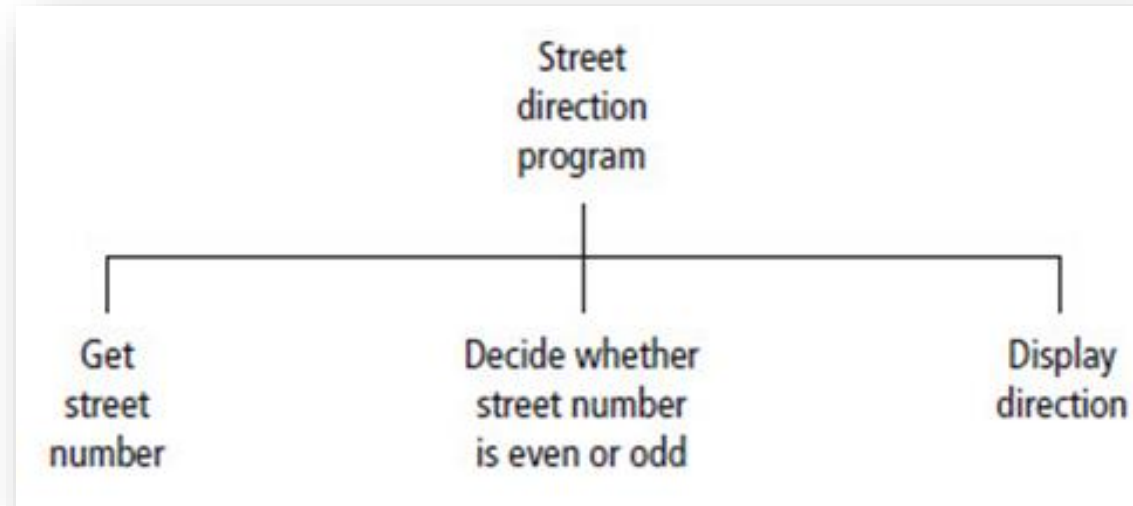 Street
direction
program
Get
street
number
Decide whether
street number
is even or odd
Display
direction